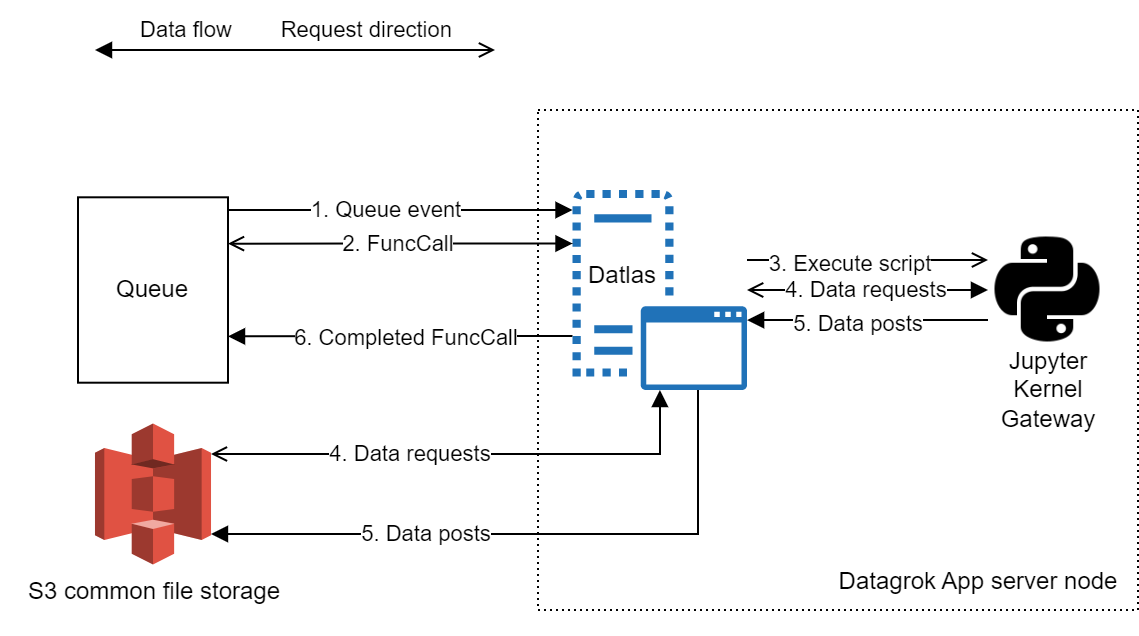 Data flow
Request direction
1. Queue event
2. FuncCall
Queue
Datlas
3. Execute script
4. Data requests
5. Data posts
6. Completed FuncCall
Jupyter
Kernel
Gateway
4. Data requests
5. Data posts
S3 common file storage
Datagrok App server node